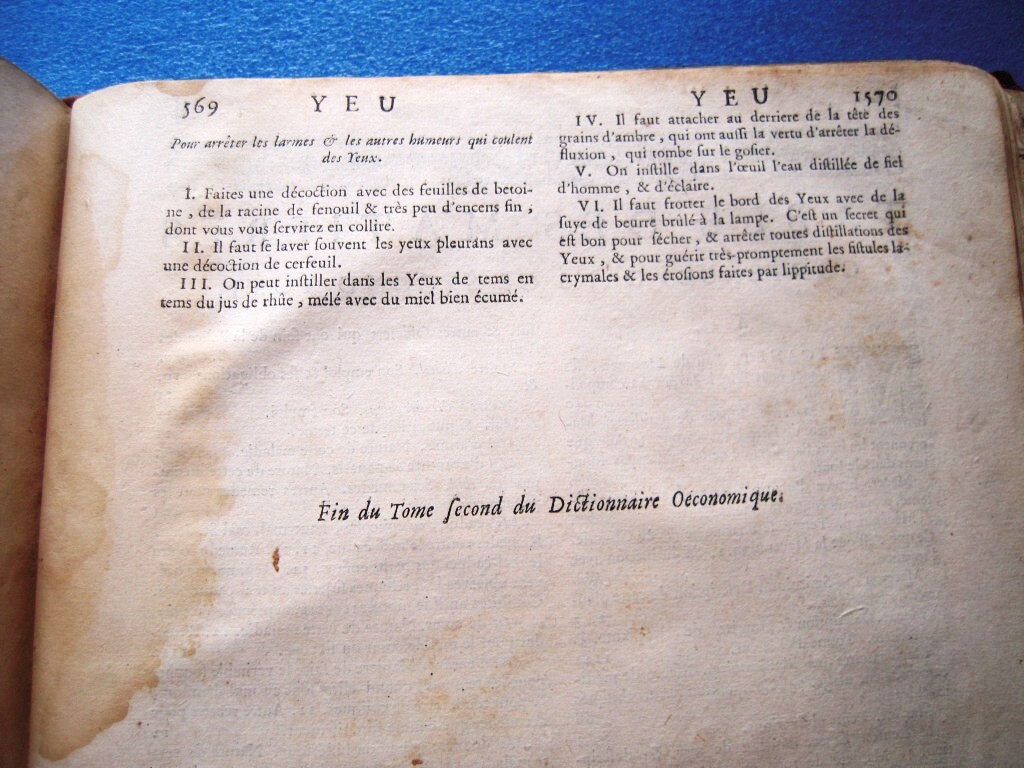 569 YEU
Pour arrêter les larmes & les autres humeurs qui coulent
des Yeux.
I. Faites une décoction avec des feuilles de betoi-
ne , de la racine de fenouil & très peu d'encens fin ,
dont vous vous ſervirez en collire.
II. Il faut ſe laver ſouvent les yeux pleurans avec
une décoction de cerfeuil.
III. On peut inſtiller dans les Yeux de tems en
tems du jus de rhûe , mélé avec du miel bien écumé.
YEU 1570
IV. Il faut attacher au derriere de la tête des
grains d'ambre , qui ont auſſi la vertu d'arrêter la dé-
fluxion , qui tombe ſur le goſier.
V. On inſtille dans l'œuil l'eau diſtillée de fiel
d'homme , & d'éclaire.
VI. Il faut frotter le bord des Yeux avec de la
ſuye de beurre brûlé à la lampe. C'eſt un secret qui
eſt bon pour ſécher , & arrêter toutes diſtillations des
Yeux , & pour guérir très-promptement les fiſtules la-
crymales & les éroſions faites par lippitude.
Fin du Tome ſecond du Dictionnaire Oéconomique.